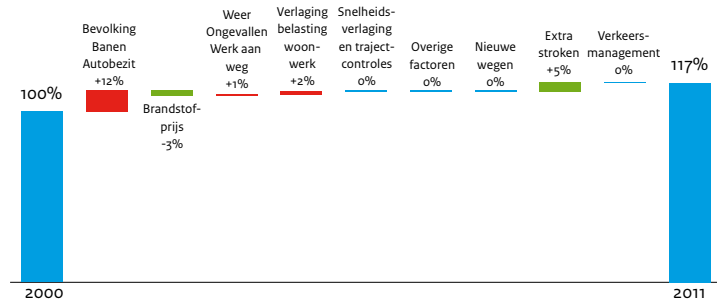 100%
Bevolking
Banen
Autobezit
+12%
Brandstof-
prijs
-3%
Weer
Ongevallen
Werk aan
weg
+1%
Verlaging
belasting
woon-
werk
+2%
Snelheids-
verlaging
en traject-
controles
0%
Overige
factoren
0%
Nieuwe
wegen
0%
Extra
stroken
+5%
Verkeers-
management
0%
117%
2000
2011